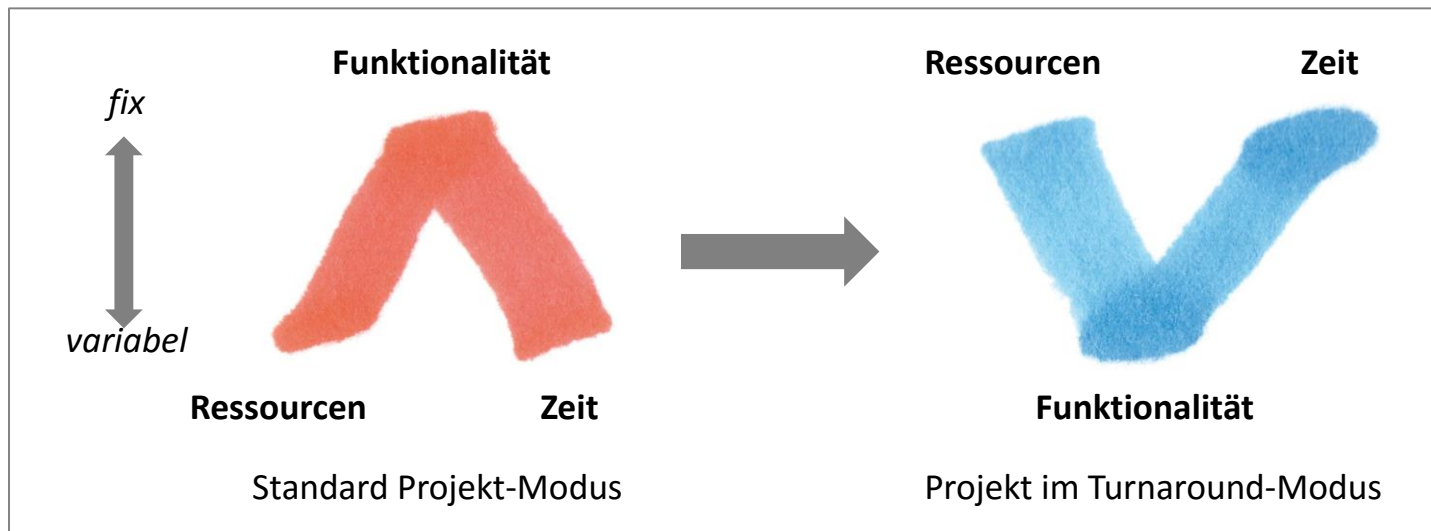 Funktionalität
fix
variabel
Ressourcen Zeit
Standard Projekt-Modus
Ressourcen Zeit
Funktionalität
Projekt im Turnaround-Modus